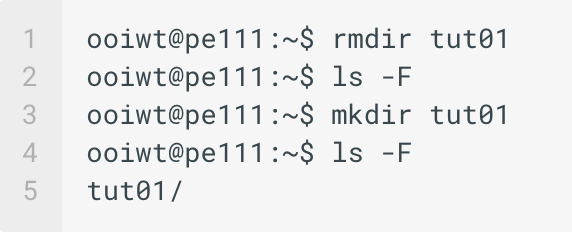 1 ooiwt@pe111:~$ rmdir tut01
2 ooiwt@pe111:~$ ls -F
3 ooiwt@pe111:~$ mkdir tut01
4 ooiwt@pe111:~$ ls -F
5 tut01/